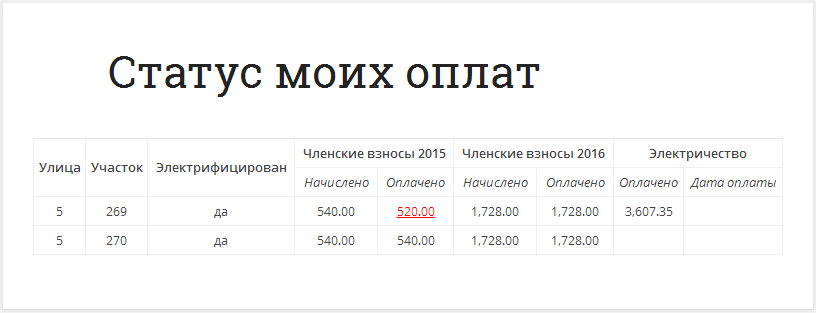 Статус моих оплат
Улица Участок Электрифицирован Членские взносы 2015 Членские взносы 2016 Электричество
Начислено Оплачено Начислено Оплачено Оплачено Дата оплаты
5 269 да 540.00 520.00 1,728.00 1,728.00 3,607.35
5 270 да 540.00 540.00 1,728.00 1,728.00